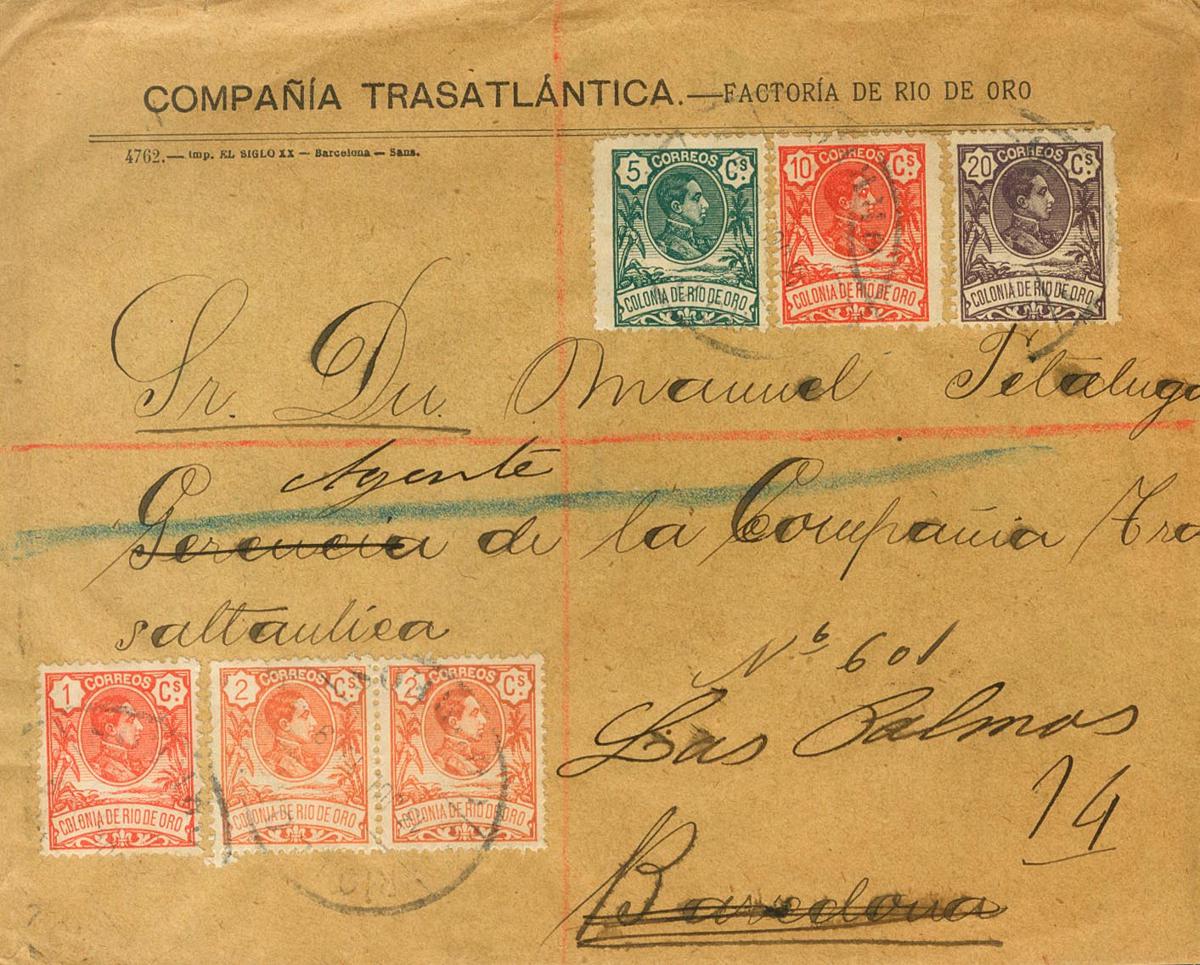 COMPAÑÍA TRASATLÁNTICA.—FACTORÍA DE RIO DE ORO
4762.—Imp. EL SIGLO XX — Barcelona — Sans.
5 CORREOS Cs.
COLONIA DE RIO DE ORO
10 CORREOS Cs.
COLONIA DE RIO DE ORO
20 CORREOS Cs.
COLONIA DE RIO DE ORO
Sr. Dn. Manuel
Agente
Gerencia de la Compañia Tra
satlantica
1 CORREOS Cs.
COLONIA DE RIO DE ORO
2 CORREOS Cs.
COLONIA DE RIO DE ORO
2 CORREOS Cs.
COLONIA DE RIO DE ORO
RIO
601
Las Palmas
14
Barcelona